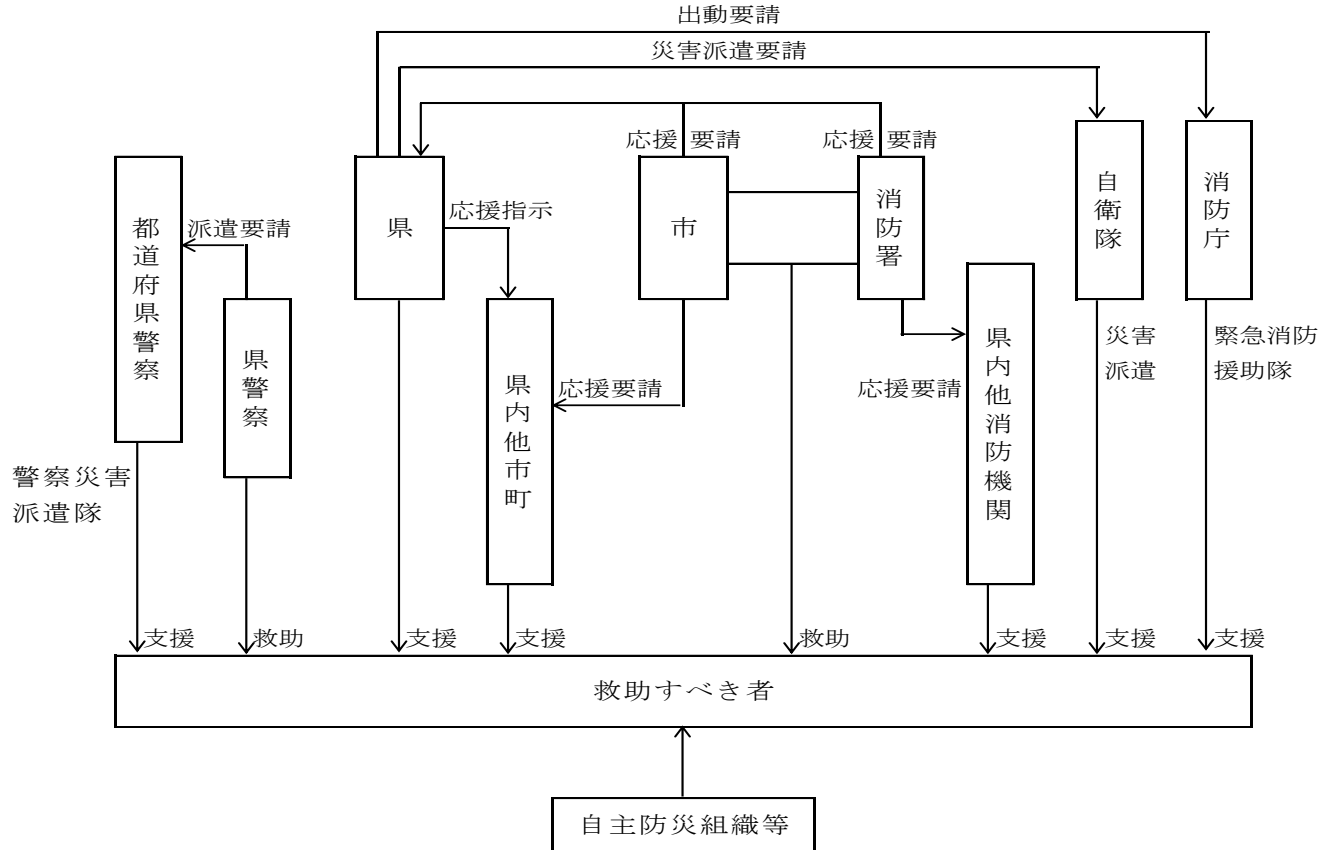 出動要請
災害派遣要請
応援要請
応援要請
自衛隊
消防庁
都道府県警察
派遣要請
県
応援指示
市
消防署
県警察
県内他市町
応援要請
応援要請
県内他消防機関
災害
派遣
緊急消防
援助隊
警察災害
派遣隊
支援
救助
支援
支援
救助
支援
支援
支援
救助すべき者
自主防災組織等